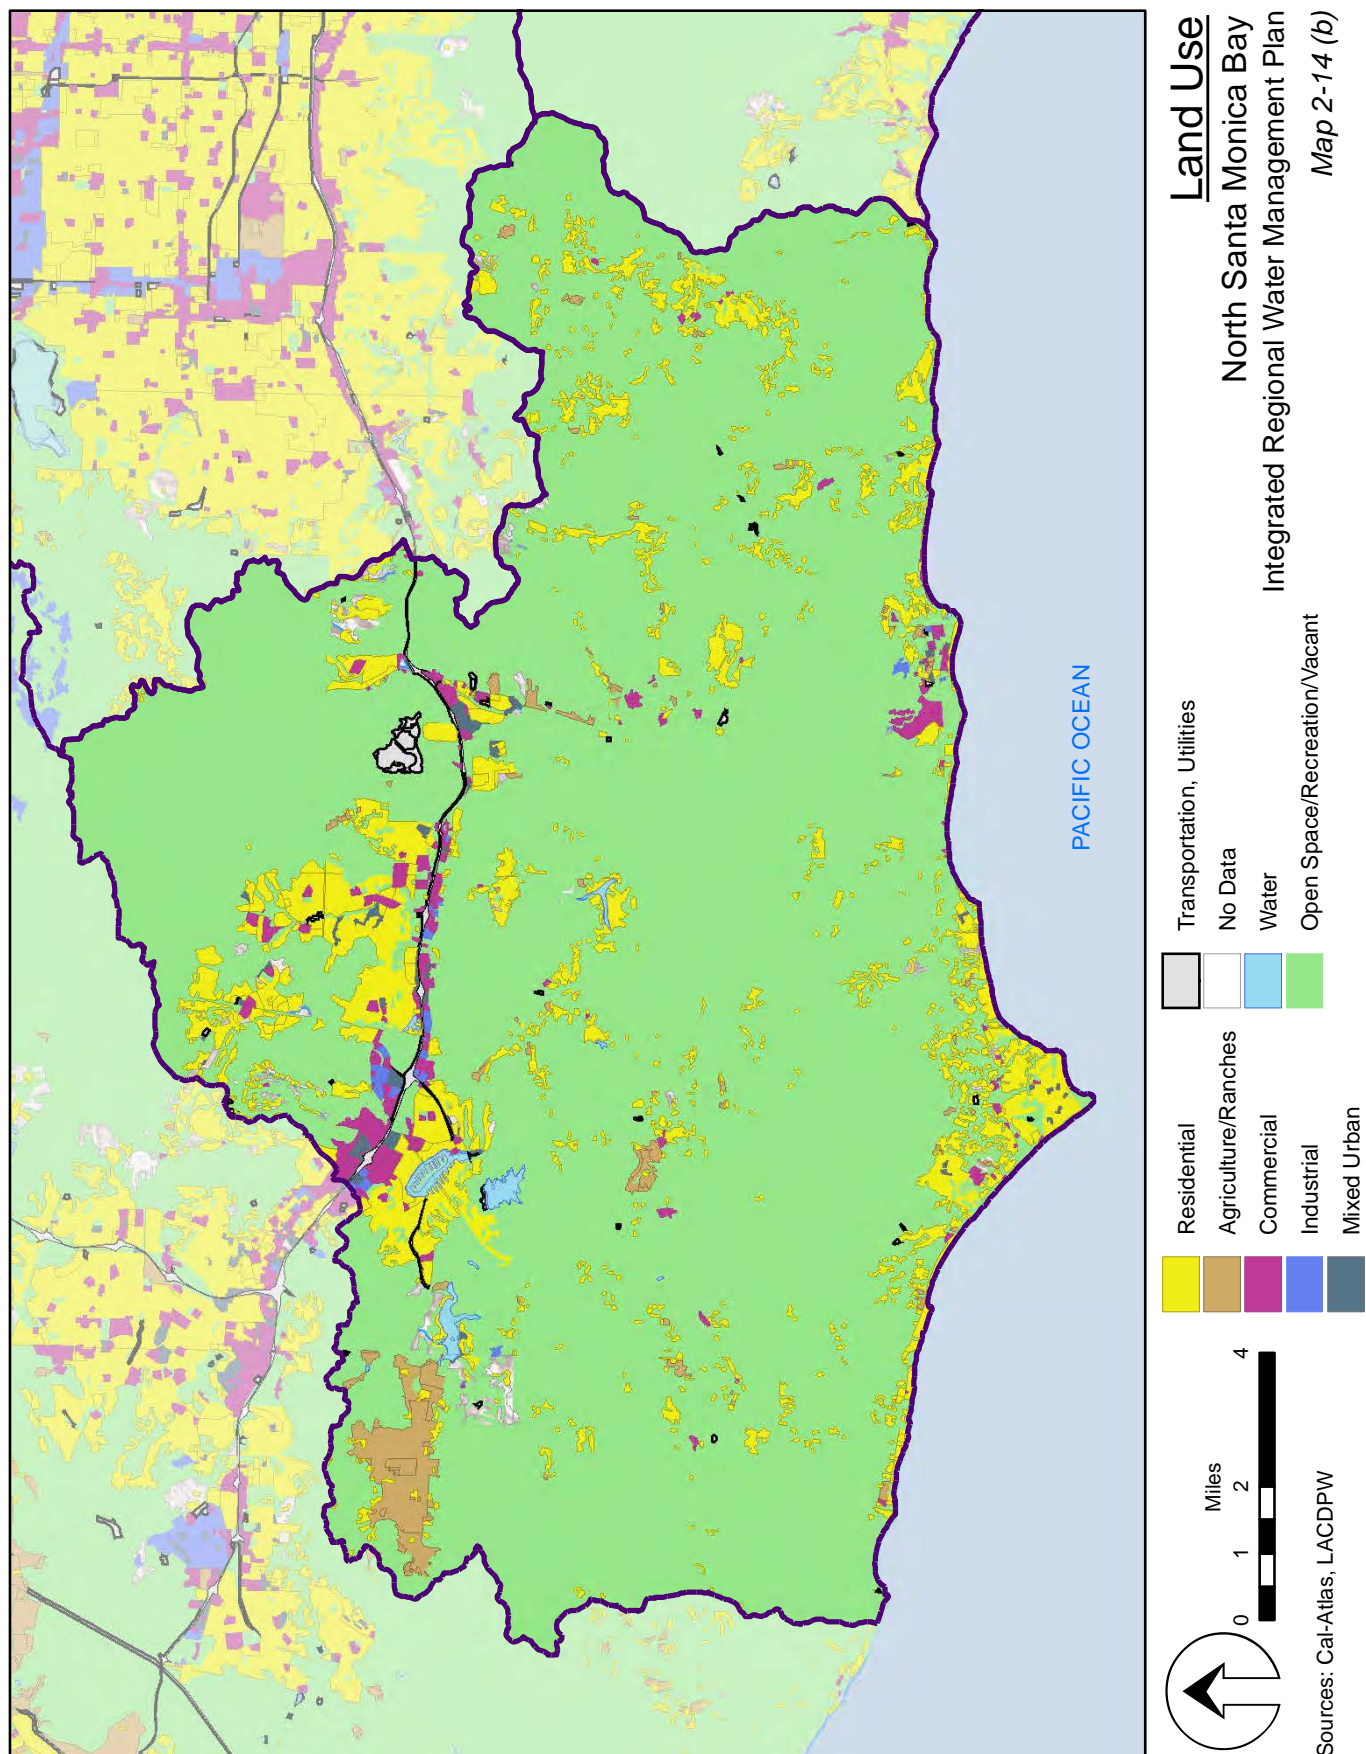 Land Use
North Santa Monica Bay
Integrated Regional Water Management Plan
Map 2-14 (b)
PACIFIC OCEAN
Miles
0 1 2 4
Sources: Cal-Atlas, LACDPW
Residential
Agriculture/Ranches
Commercial
Industrial
Mixed Urban
Transportation, Utilities
No Data
Water
Open Space/Recreation/Vacant